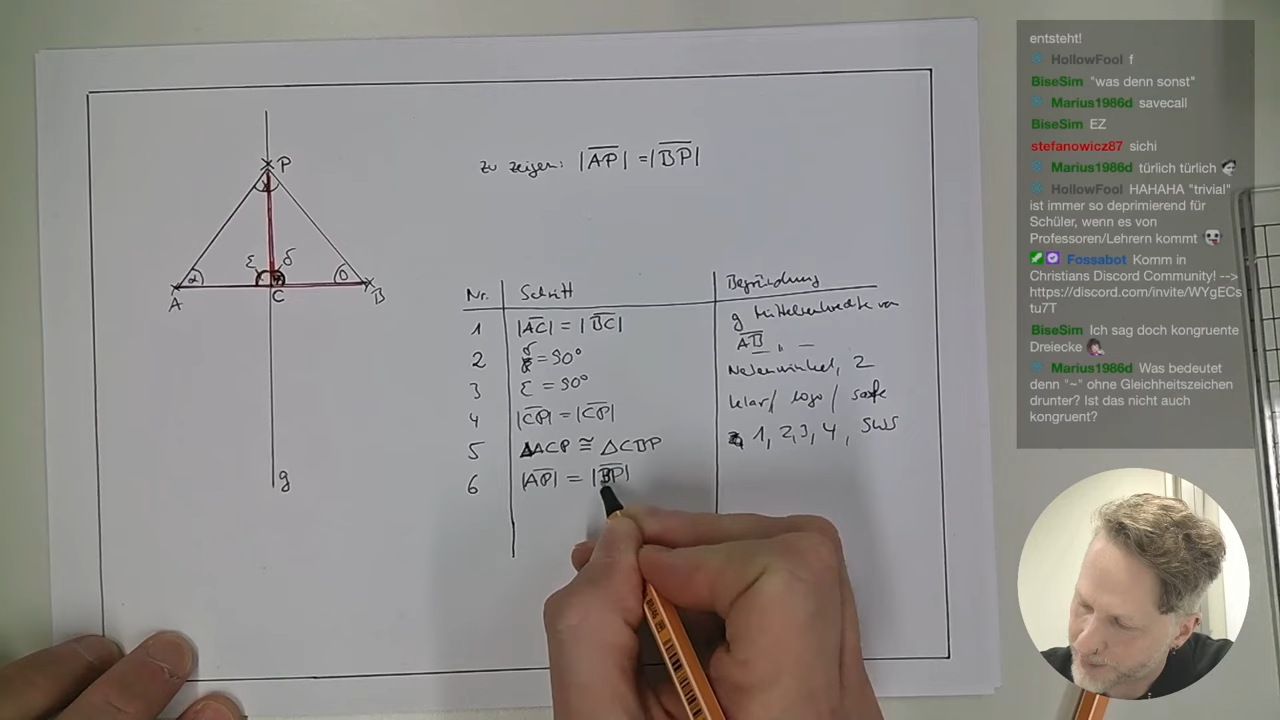 zu zeigen: |AP| = |BP|
P
ε δ
α
A C B
g
Nr. Schritt Begründung
1 |AC| = |BC| g Mittelsenkrechte von AB
2 δ = 90° " –
3 ε = 90° Nebenwinkel, 2
4 |CP| = |CP| klar / logo /
5 ΔACP ≅ ΔCBP 1, 2, 3, 4, SWS
6 |AP| = |BP|
entsteht!
HollowFool f
BiseSim "was denn sonst"
Marius1986d savecall
BiseSim EZ
stefanowicz87 sichi
Marius1986d türlich türlich
HollowFool HAHAHA "trivial"
ist immer so deprimierend für
Schüler, wenn es von
Professoren/Lehrern kommt
Fossabot Komm in
Christians Discord Community! -->
https://discord.com/invite/WYgECs
tu7T
BiseSim Ich sag doch kongruente
Dreiecke
Marius1986d Was bedeutet
denn "~" ohne Gleichheitszeichen
drunter? Ist das nicht auch
kongruent?